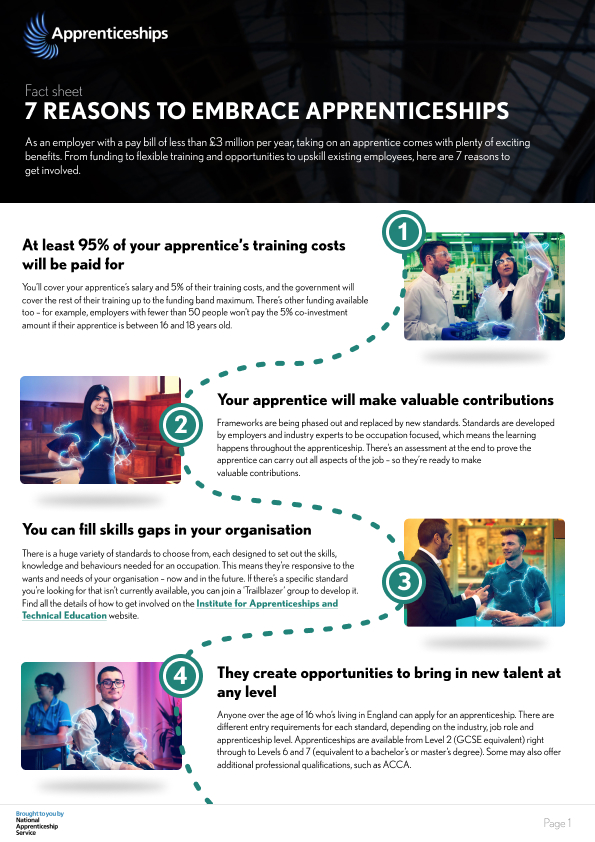 Apprenticeships
Fact sheet
7 REASONS TO EMBRACE APPRENTICESHIPS
As an employer with a pay bill of less than £3 million per year, taking on an apprentice comes with plenty of exciting
benefits. From funding to flexible training and opportunities to upskill existing employees, here are 7 reasons to
get involved.
1
At least 95% of your apprentice's training costs
will be paid for
You'll cover your apprentice's salary and 5% of their training costs, and the government will
cover the rest of their training up to the funding band maximum. There's other funding available
too – for example, employers with fewer than 50 people won't pay the 5% co-investment
amount if their apprentice is between 16 and 18 years old.
2
Your apprentice will make valuable contributions
Frameworks are being phased out and replaced by new standards. Standards are developed
by employers and industry experts to be occupation focused, which means the learning
happens throughout the apprenticeship. There's an assessment at the end to prove the
apprentice can carry out all aspects of the job – so they're ready to make
valuable contributions.
You can fill skills gaps in your organisation
There is a huge variety of standards to choose from, each designed to set out the skills,
knowledge and behaviours needed for an occupation. This means they're responsive to the
wants and needs of your organisation – now and in the future. If there's a specific standard
you're looking for that isn't currently available, you can join a 'Trailblazer' group to develop it.
Find all the details of how to get involved on the Institute for Apprenticeships and
Technical Education website.
3
4
They create opportunities to bring in new talent at
any level
Anyone over the age of 16 who's living in England can apply for an apprenticeship. There are
different entry requirements for each standard, depending on the industry, job role and
apprenticeship level. Apprenticeships are available from Level 2 (GCSE equivalent) right
through to Levels 6 and 7 (equivalent to a bachelor's or master's degree). Some may also offer
additional professional qualifications, such as ACCA.
Brought to you by
National
Apprenticeship
Service
Page 1